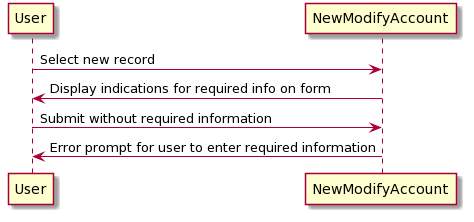 User
NewModifyAccount
Select new record
Display indications for required info on form
Submit without required information
Error prompt for user to enter required information
User
NewModifyAccount